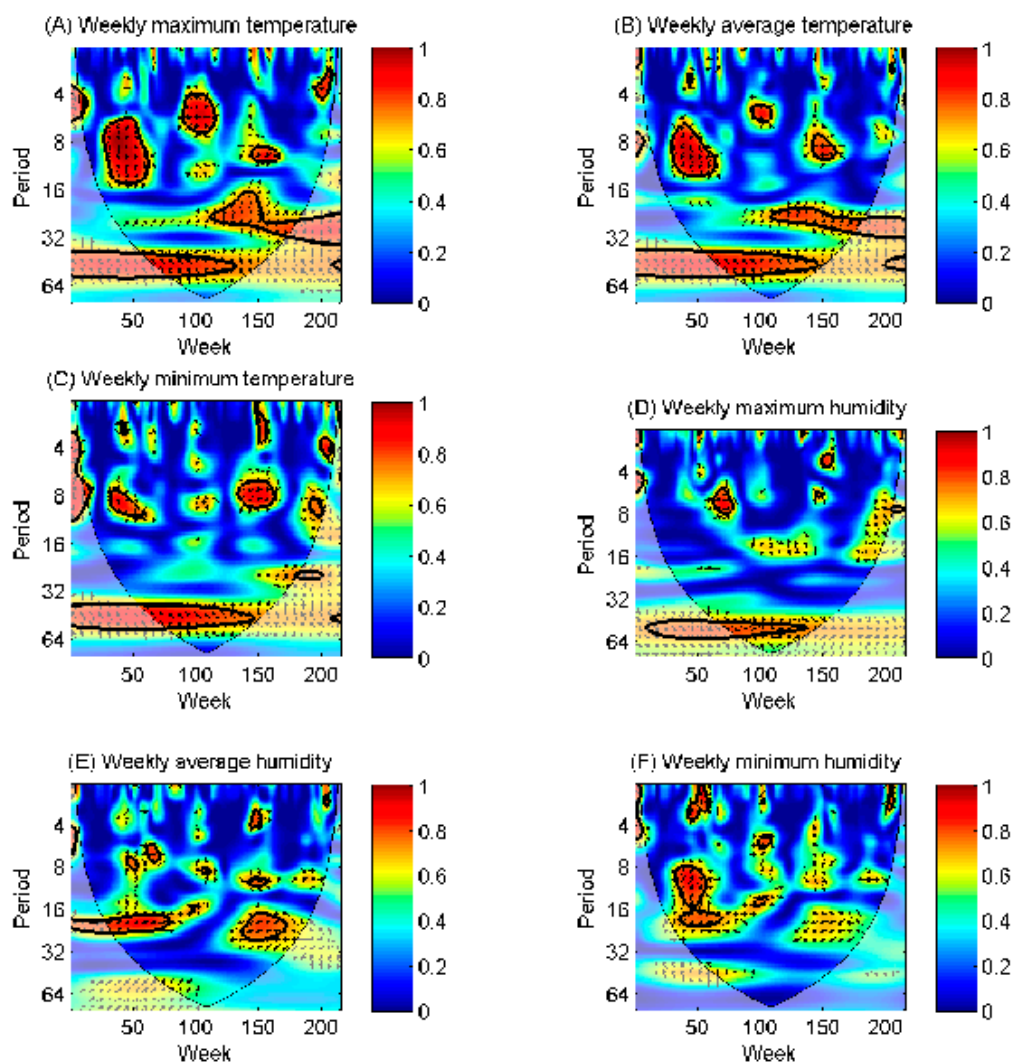 (A) Weekly maximum temperature
Period
4
8
16
32
64
50 100 150 200
Week
1
0.8
0.6
0.4
0.2
0
(B) Weekly average temperature
Period
4
8
16
32
64
50 100 150 200
Week
1
0.8
0.6
0.4
0.2
0
(C) Weekly minimum temperature
Period
4
8
16
32
64
50 100 150 200
Week
1
0.8
0.6
0.4
0.2
0
(D) Weekly maximum humidity
Period
4
8
16
32
64
50 100 150 200
Week
1
0.8
0.6
0.4
0.2
0
(E) Weekly average humidity
Period
4
8
16
32
64
50 100 150 200
Week
1
0.8
0.6
0.4
0.2
0
(F) Weekly minimum humidity
Period
4
8
16
32
64
50 100 150 200
Week
1
0.8
0.6
0.4
0.2
0